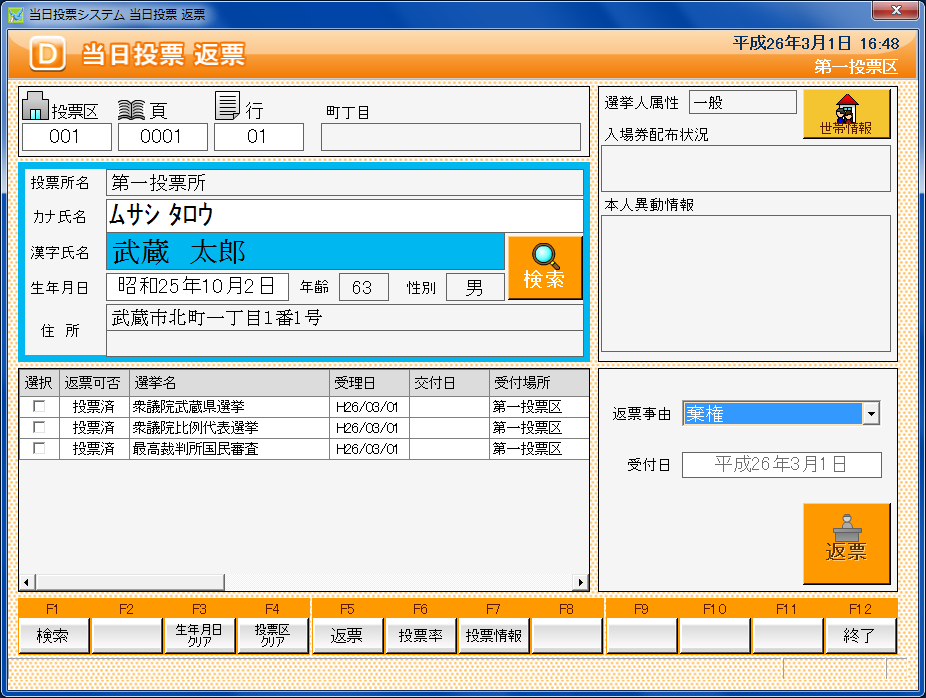 当日投票システム 当日投票 返票
D 当日投票 返票
平成26年3月1日 16:48
第一投票区
投票区 頁 行 町丁目
001 0001 01
投票所名 第一投票所
カナ氏名 ムサシ タロウ
漢字氏名 武蔵 太郎
検索
生年月日 昭和25年10月2日 年齢 63 性別 男
住 所 武蔵市北町一丁目1番1号
選挙人属性 一般
世帯情報
入場券配布状況
本人異動情報
選択 返票可否 選挙名 受理日 交付日 受付場所
投票済 衆議院武蔵県選挙 H26/03/01 第一投票区
投票済 衆議院比例代表選挙 H26/03/01 第一投票区
投票済 最高裁判所国民審査 H26/03/01 第一投票区
返票事由 棄権
受付日 平成26年3月1日
返票
F1 F2 F3 F4 F5 F6 F7 F8 F9 F10 F11 F12
検索 生年月日クリア 投票区クリア 返票 投票率 投票情報 終了